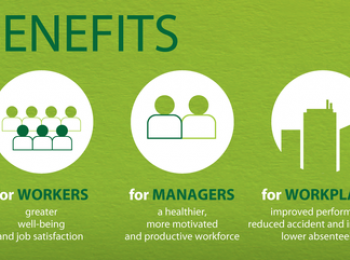 ENEFITS
or WORKERS
greater
well-being
nd job satisfaction
for MANAGERS
a healthier,
more motivated
and productive workforce
for WORKPLA
improved perform
reduced accident and i
lower absentee